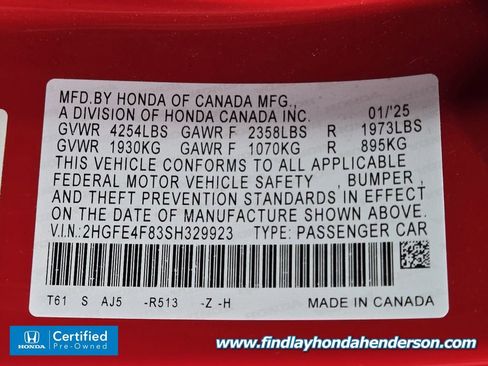 MFD.BY HONDA OF CANADA MFG.,
A DIVISION OF HONDA CANADA INC. 01/'25
GVWR 4254LBS GAWR F 2358LBS R 1973LBS
GVWR 1930KG GAWR F 1070KG R 895KG
THIS VEHICLE CONFORMS TO ALL APPLICABLE
FEDERAL MOTOR VEHICLE SAFETY , BUMPER ,
AND THEFT PREVENTION STANDARDS IN EFFECT
ON THE DATE OF MANUFACTURE SHOWN ABOVE.
V.I.N.: 2HGFE4F83SH329923 TYPE: PASSENGER CAR
T61 S AJ5 -R513 -Z -H MADE IN CANADA
HONDA Certified
Pre-Owned
www.findlayhondahenderson.com